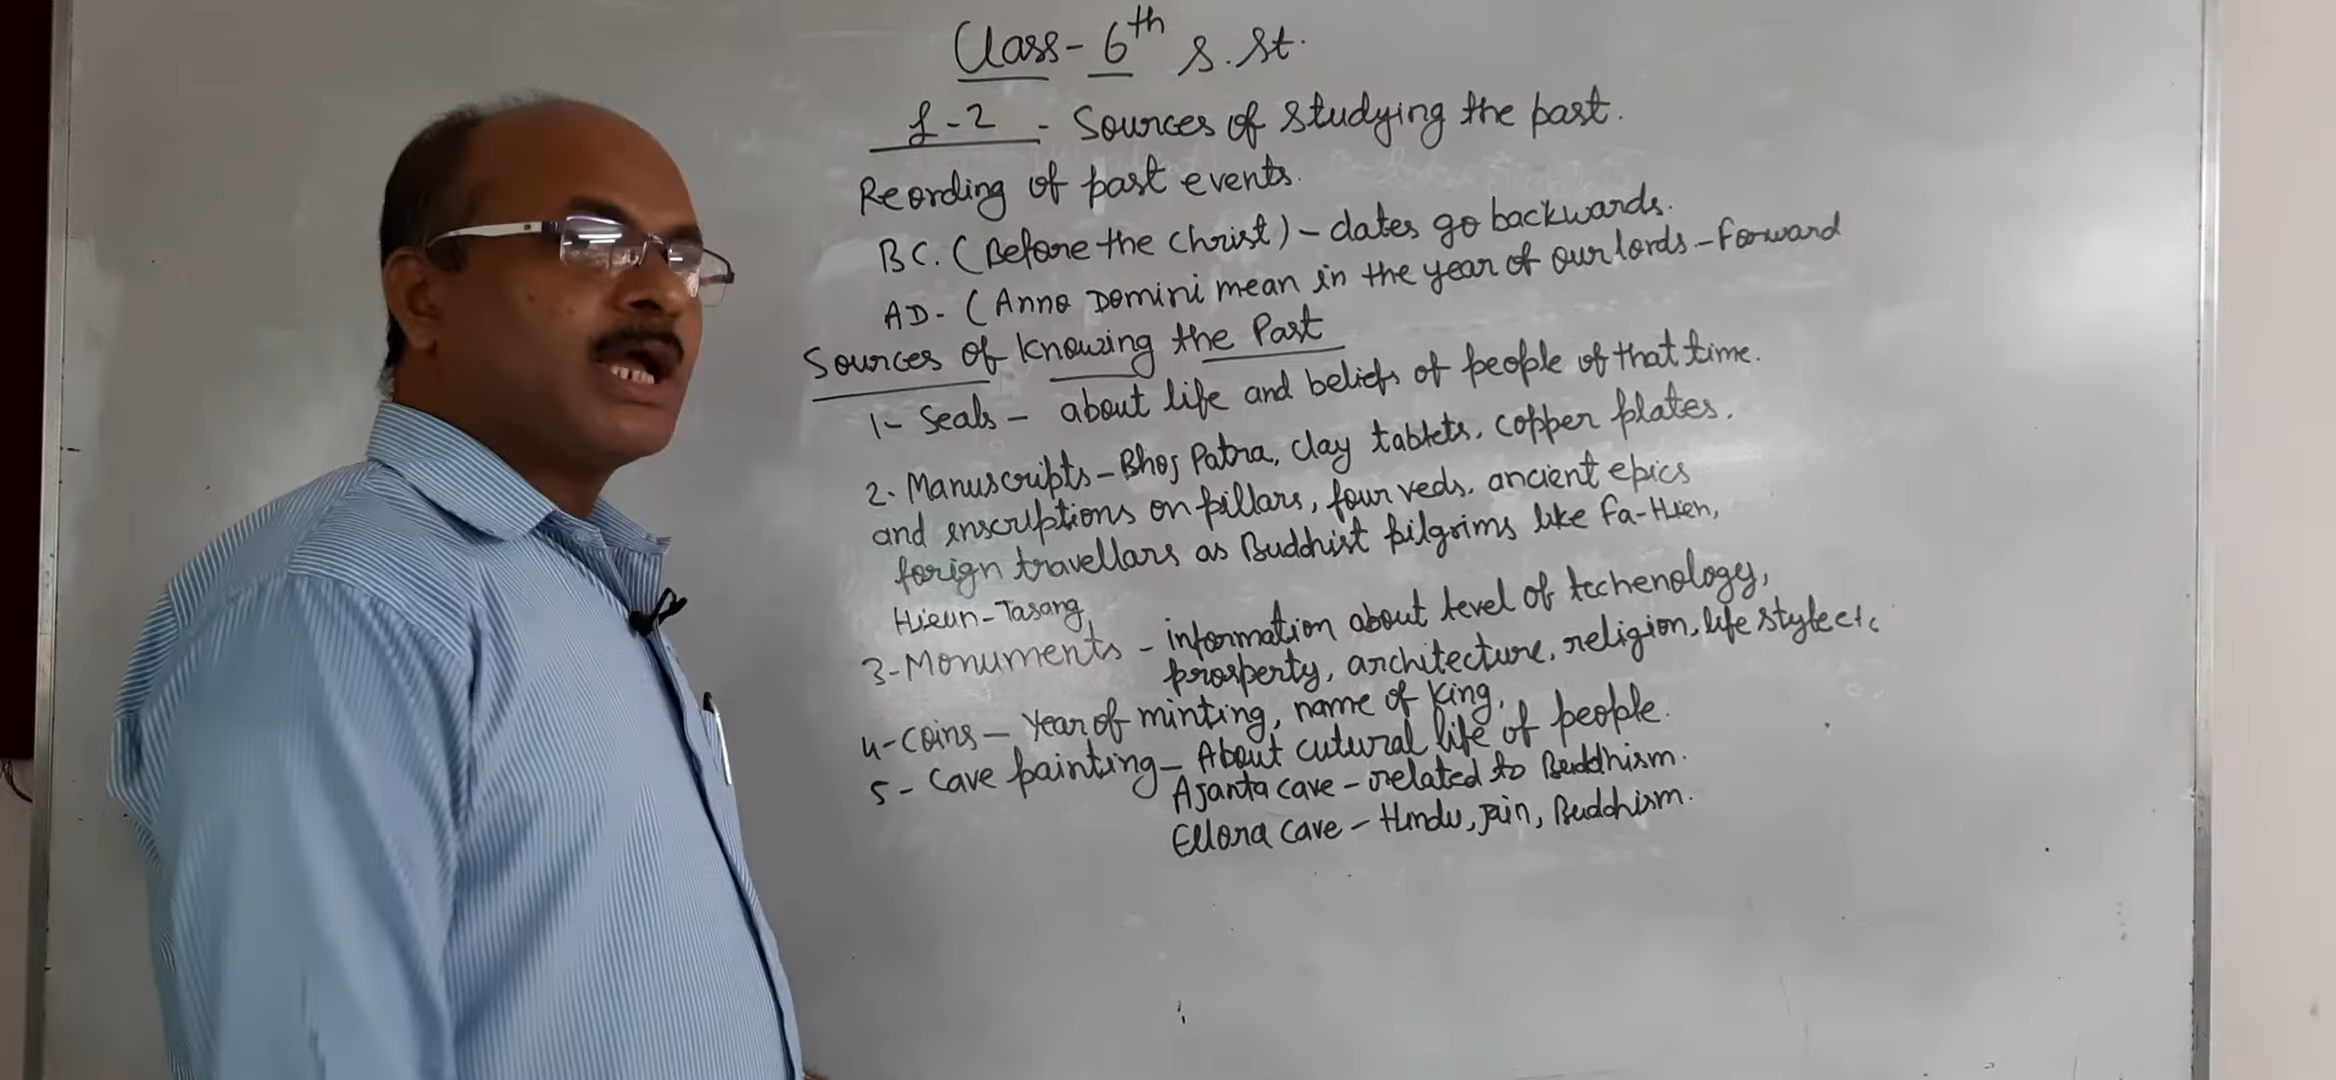 Class- 6th S. St.
L-2 - Sources of studying the past.
Reording of past events.
BC. (Before the Christ) - dates go backwards.
AD- (Anno Domini mean in the year of our lords - forward
Sources of knowing the Past
1- Seals - about life and beliefs of people of that time.
2. Manuscripts - Bhoj Patra, clay tablets, copper plates.
and inscriptions on pillars, four veds, ancient epics
forign travellars as Buddhist pilgrims like fa-Hien,
Hieun-Tasang
3- Monuments - information about level of techenology,
prosperty, architecture, religion, life style etc
4- coins - Year of minting, name of king,
5 - Cave painting - About cutural life of people.
Ajanta cave - related to Buddhism.
Ellora Cave - Hindu, Jain, Buddhism.